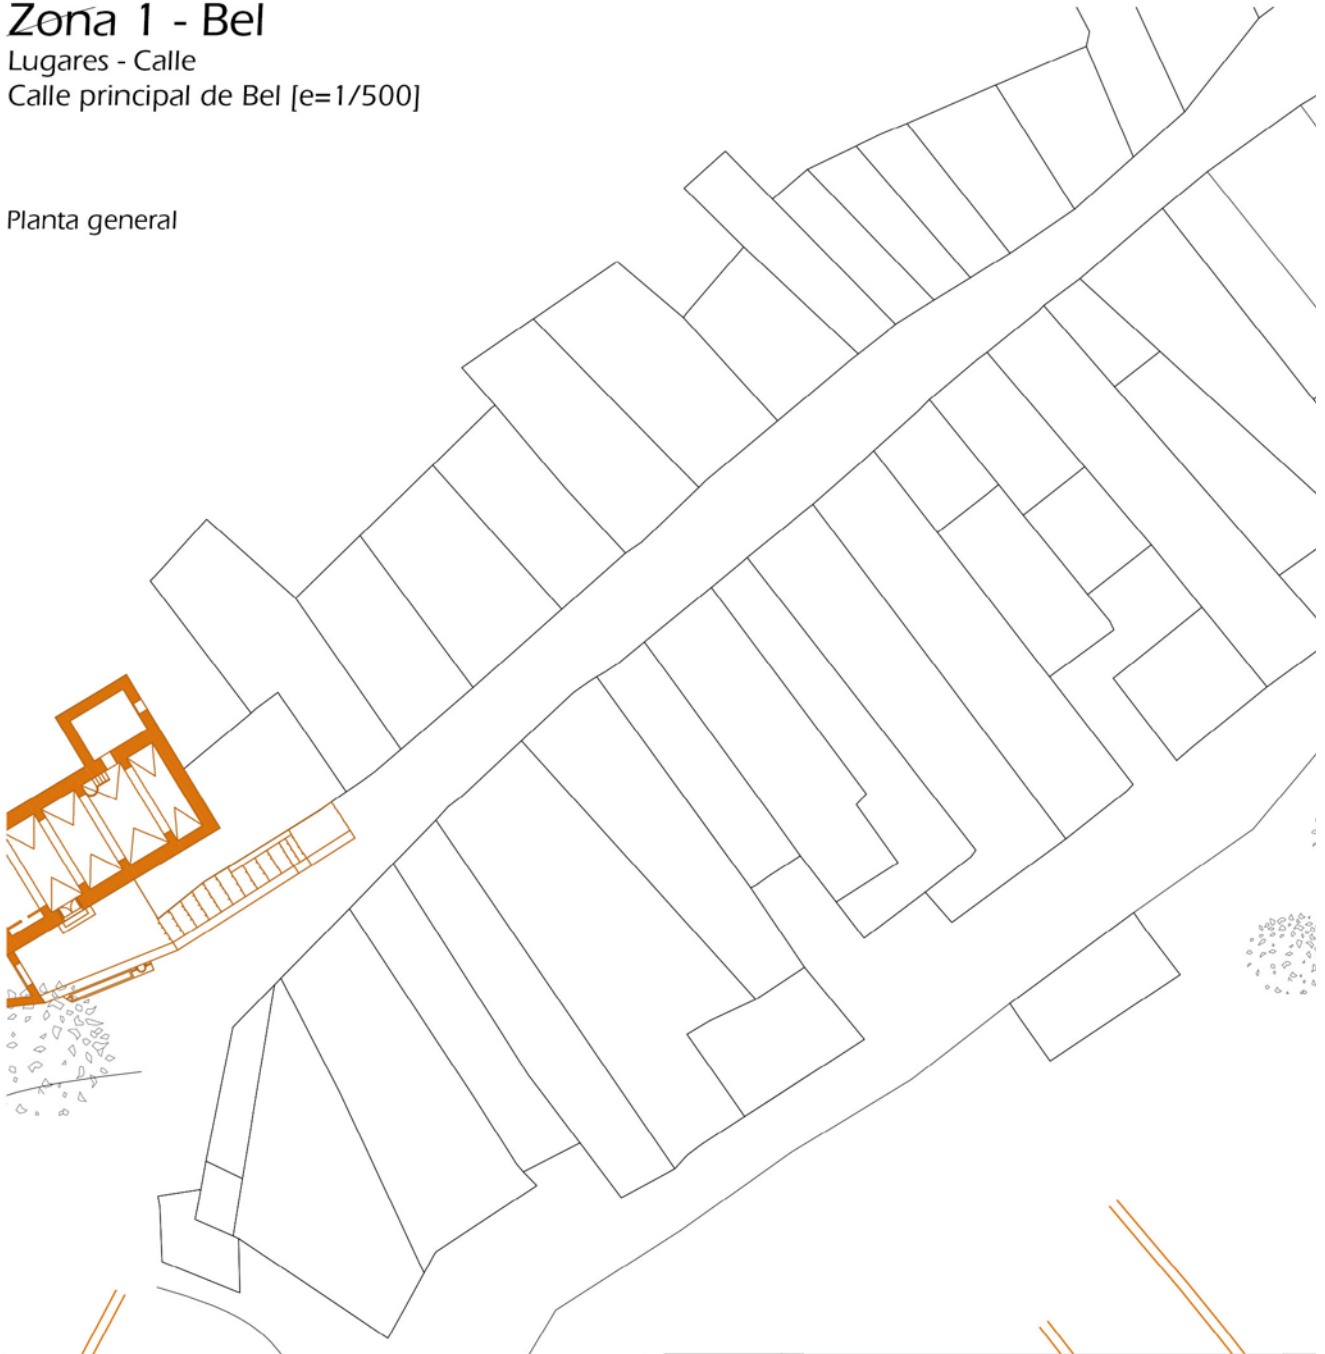 Zona 1 - Bel
Lugares - Calle
Calle principal de Bel [e=1/500]
Planta general